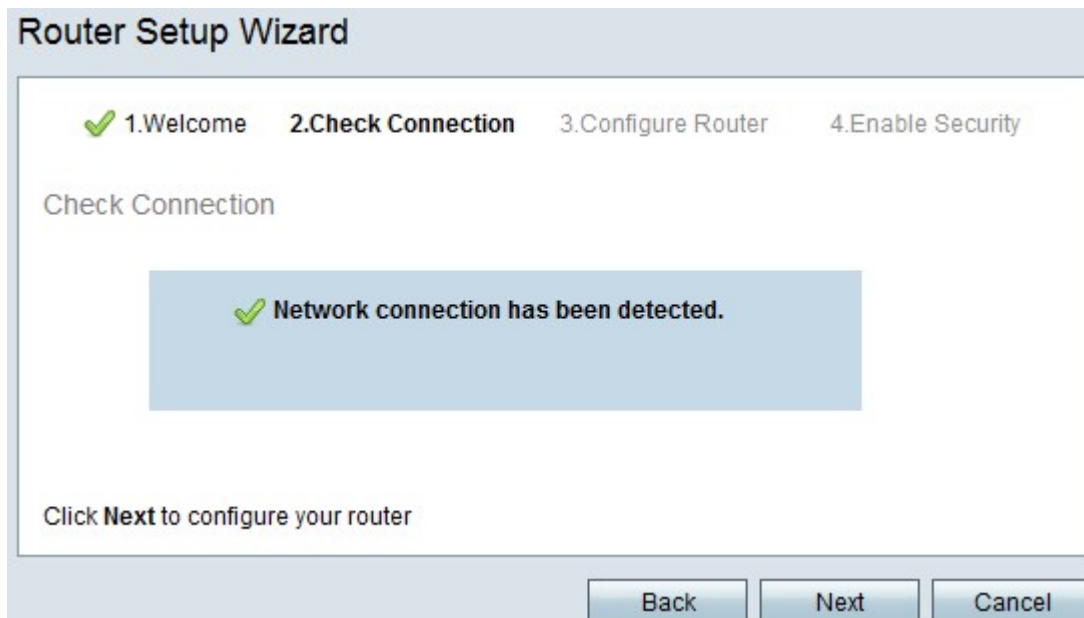 Router Setup Wizard
1.Welcome 2.Check Connection 3.Configure Router 4.Enable Security
Check Connection
Network connection has been detected.
Click Next to configure your router
Back Next Cancel